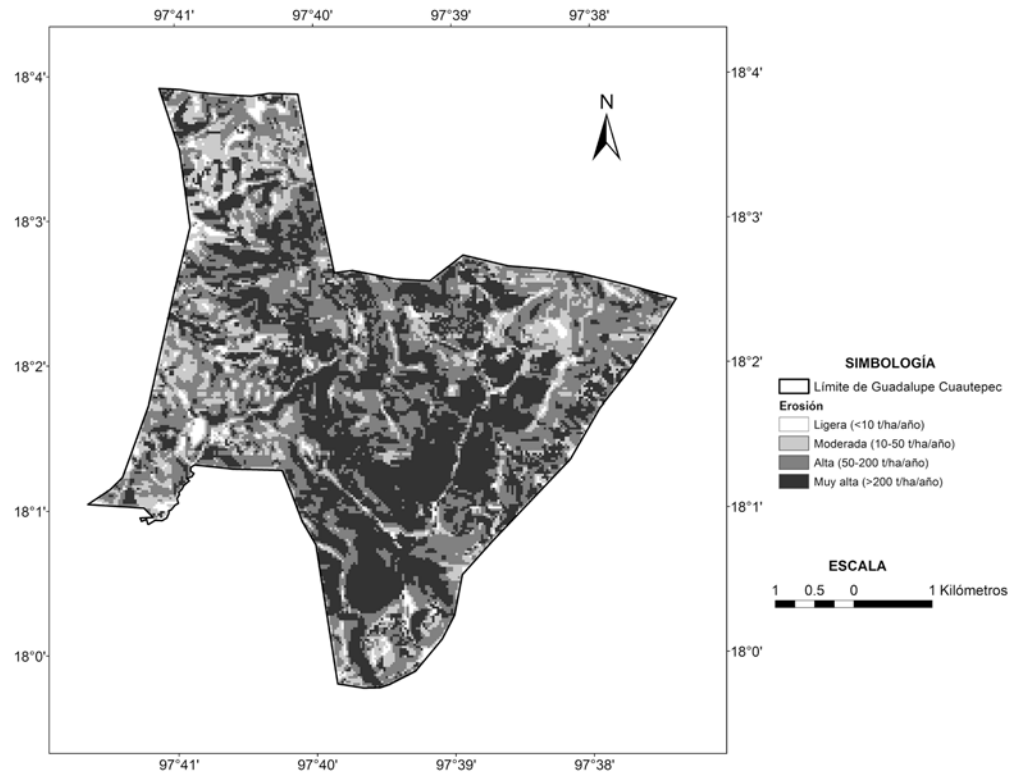 97°41' 97°40' 97°39' 97°38'
18°4' 18°4'
N
18°3' 18°3'
18°2' 18°2'
SIMBOLOGÍA
Límite de Guadalupe Cuautepec
Erosión
Ligera (<10 t/ha/año)
Moderada (10-50 t/ha/año)
Alta (50-200 t/ha/año)
Muy alta (>200 t/ha/año)
18°1' 18°1'
ESCALA
1 0.5 0 1 Kilómetros
18°0' 18°0'
97°41' 97°40' 97°39' 97°38'